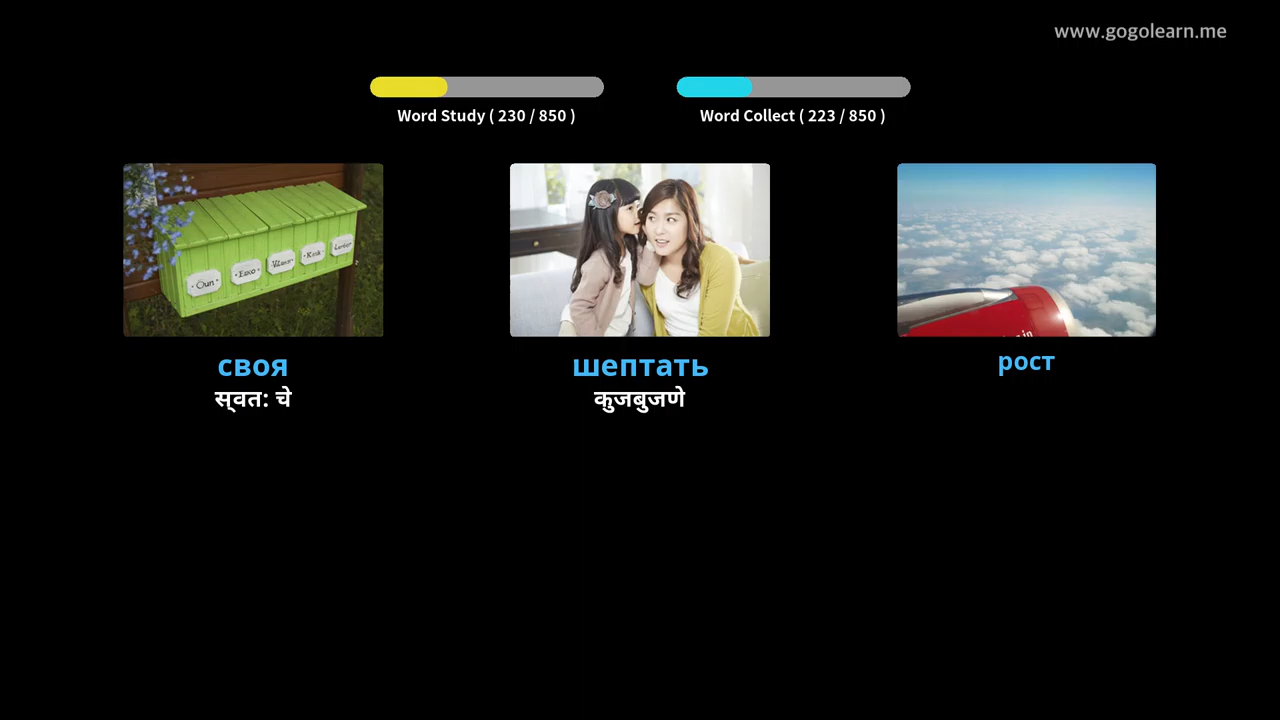 www.gogolearn.me
Word Study ( 230 / 850 )
Word Collect ( 223 / 850 )
своя
स्वत: चे
шептать
कुजबुजणे
рост